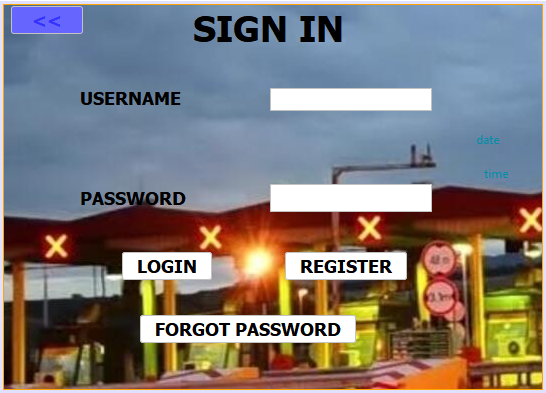 <<
SIGN IN
USERNAME
date
time
PASSWORD
LOGIN
REGISTER
FORGOT PASSWORD